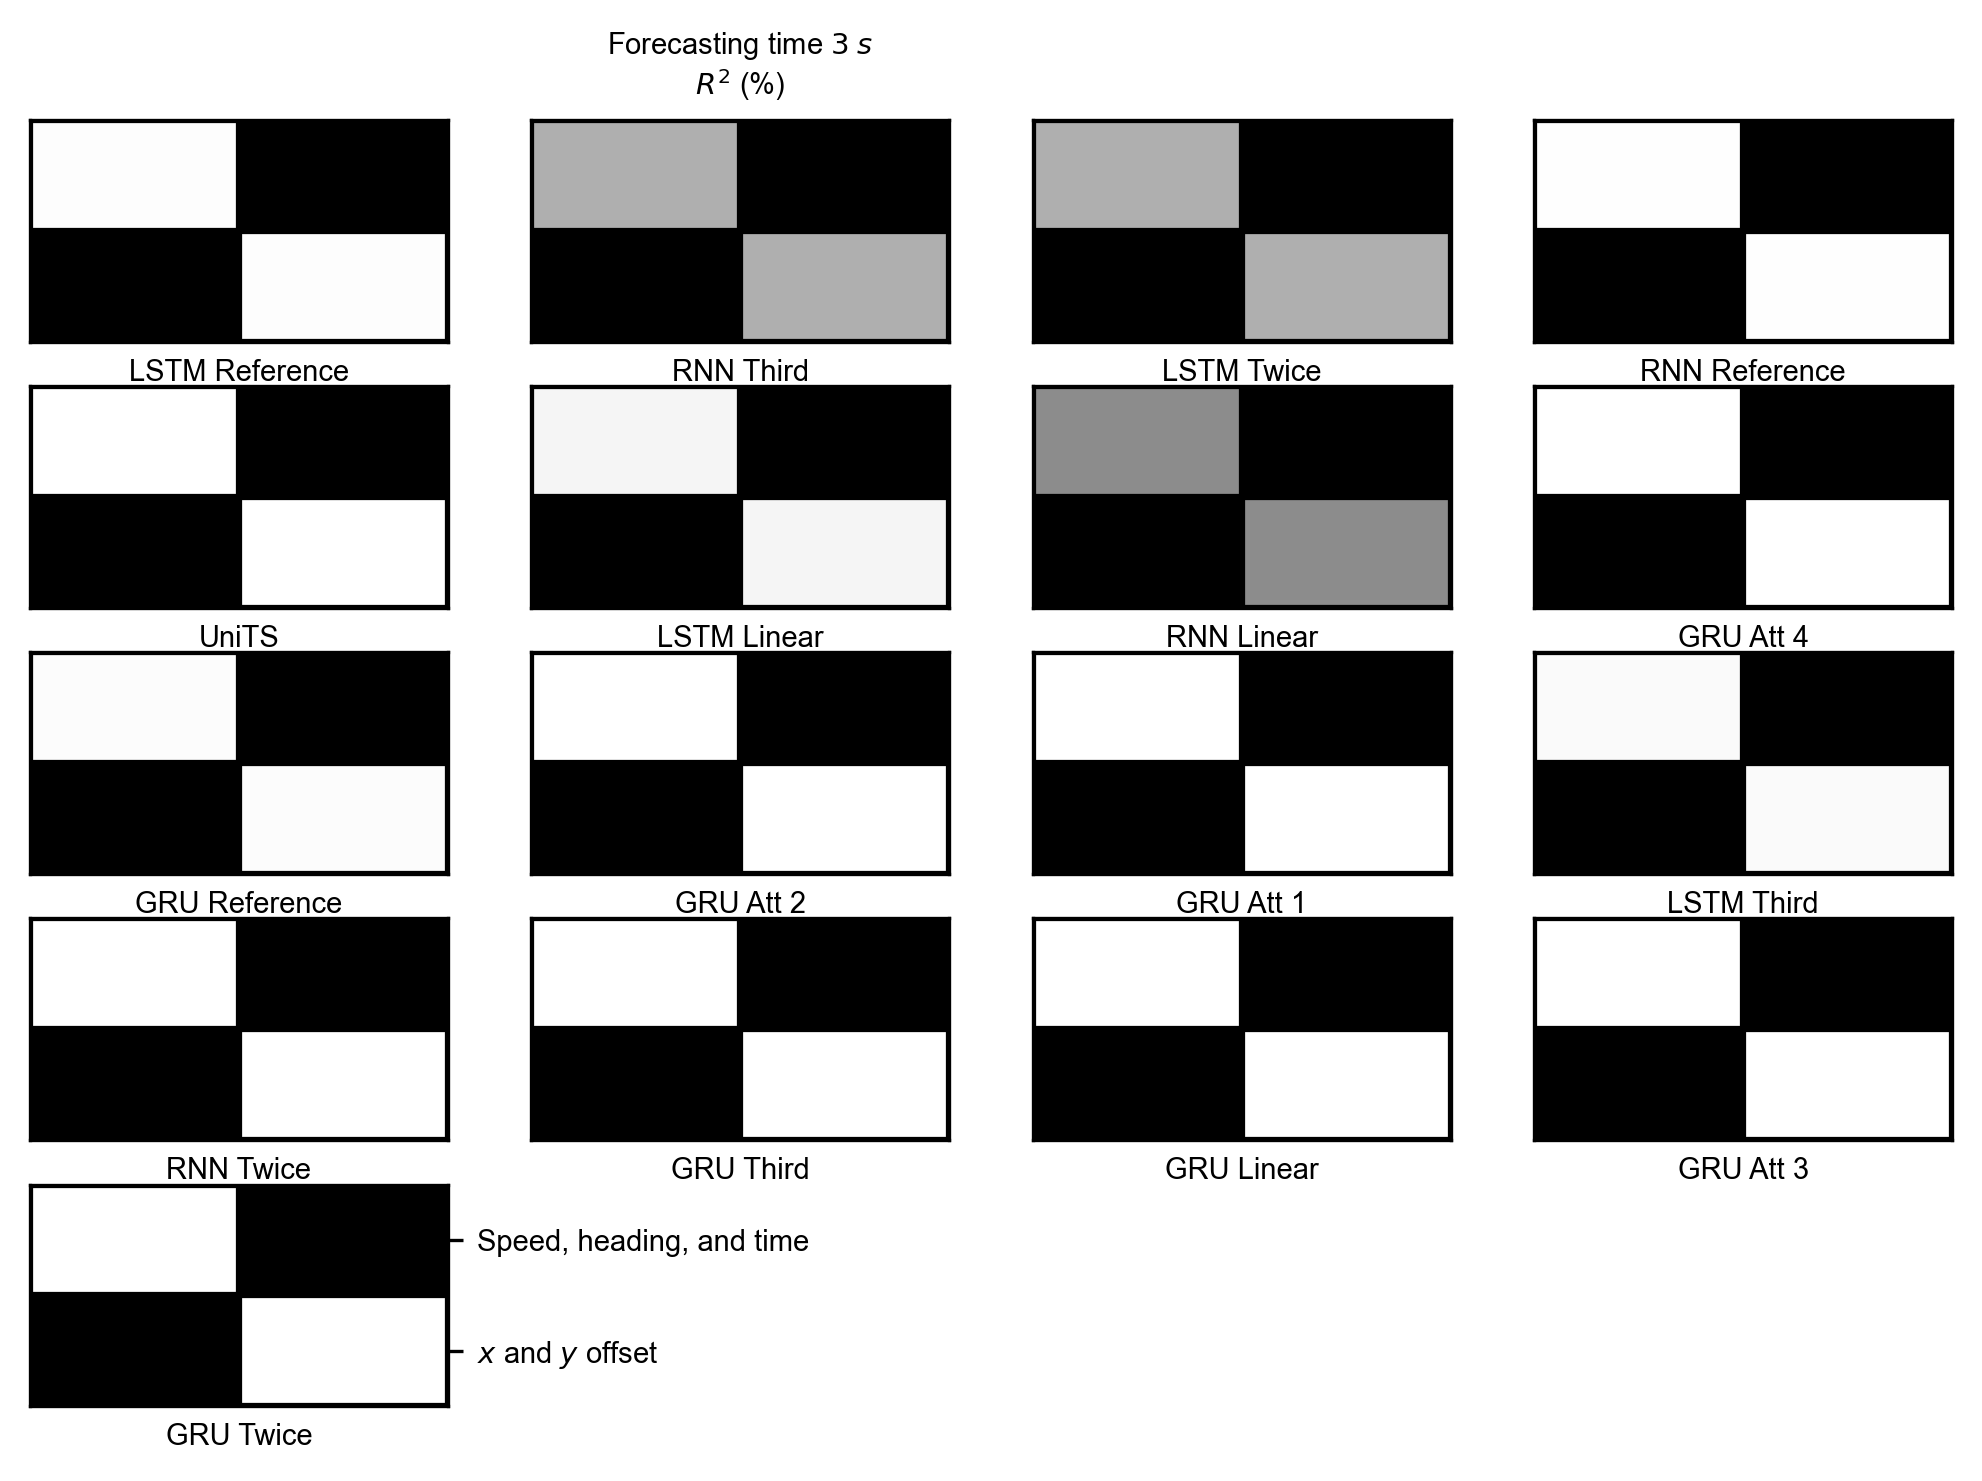 Forecasting time 3 s
R² (%)
LSTM Reference
RNN Third
LSTM Twice
RNN Reference
UniTS
LSTM Linear
RNN Linear
GRU Att 4
GRU Reference
GRU Att 2
GRU Att 1
LSTM Third
RNN Twice
GRU Third
GRU Linear
GRU Att 3
Speed, heading, and time
x and y offset
GRU Twice